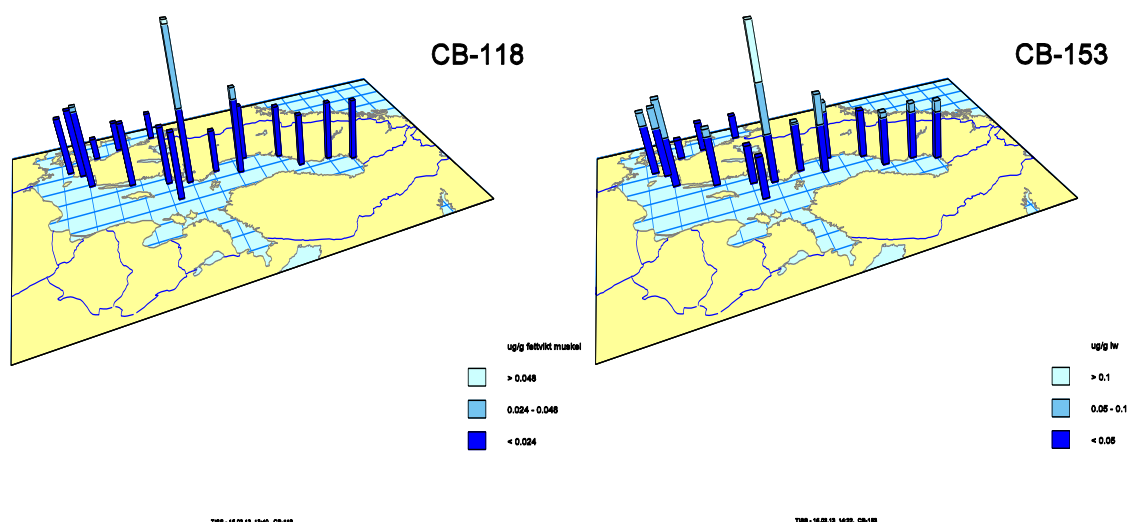 CB-118
CB-153
ug/g fettvikt muskel
> 0.048
0.024 - 0.048
< 0.024
ug/g lw
> 0.1
0.05 - 0.1
< 0.05